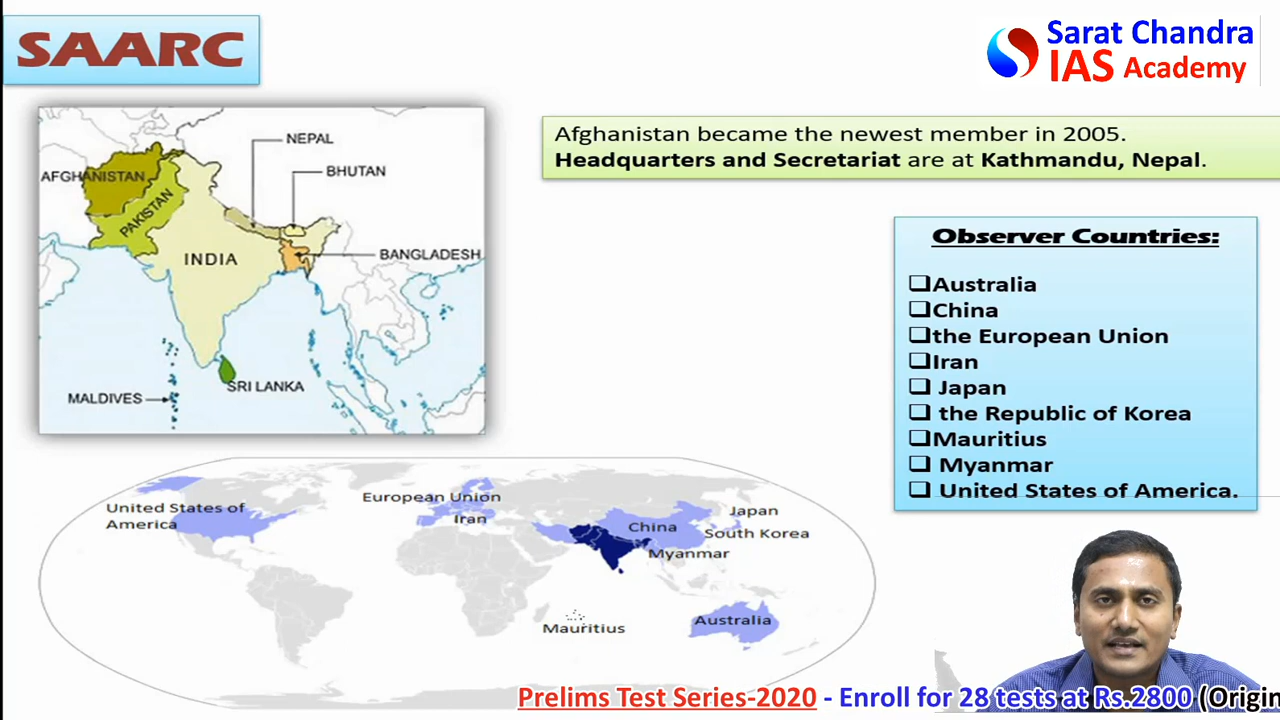 SAARC
Sarat Chandra
IAS Academy
NEPAL
BHUTAN
AFGHANISTAN
PAKISTAN
INDIA
BANGLADESH
SRI LANKA
MALDIVES
Afghanistan became the newest member in 2005.
Headquarters and Secretariat are at Kathmandu, Nepal.
Observer Countries:
Australia
China
the European Union
Iran
Japan
the Republic of Korea
Mauritius
Myanmar
United States of America.
United States of
America
European Union
Iran
China
Japan
South Korea
Myanmar
Mauritius
Australia
Prelims Test Series-2020 - Enroll for 28 tests at Rs.2800 (Origin